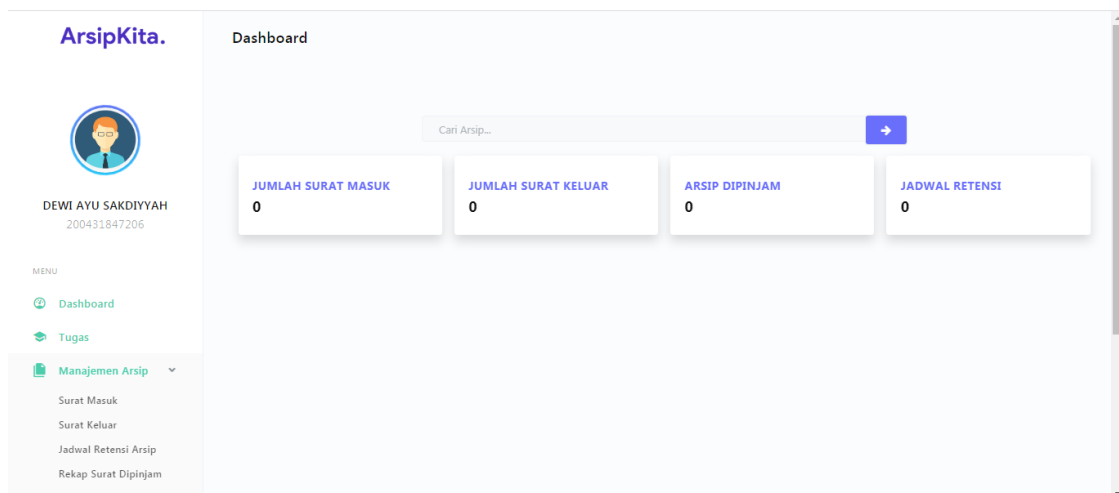 ArsipKita.
Dashboard
Cari Arsip...
JUMLAH SURAT MASUK
0
JUMLAH SURAT KELUAR
0
ARSIP DIPINJAM
0
JADWAL RETENSI
0
DEWI AYU SAKDIYYAH
200431847206
MENU
Dashboard
Tugas
Manajemen Arsip
Surat Masuk
Surat Keluar
Jadwal Retensi Arsip
Rekap Surat Dipinjam